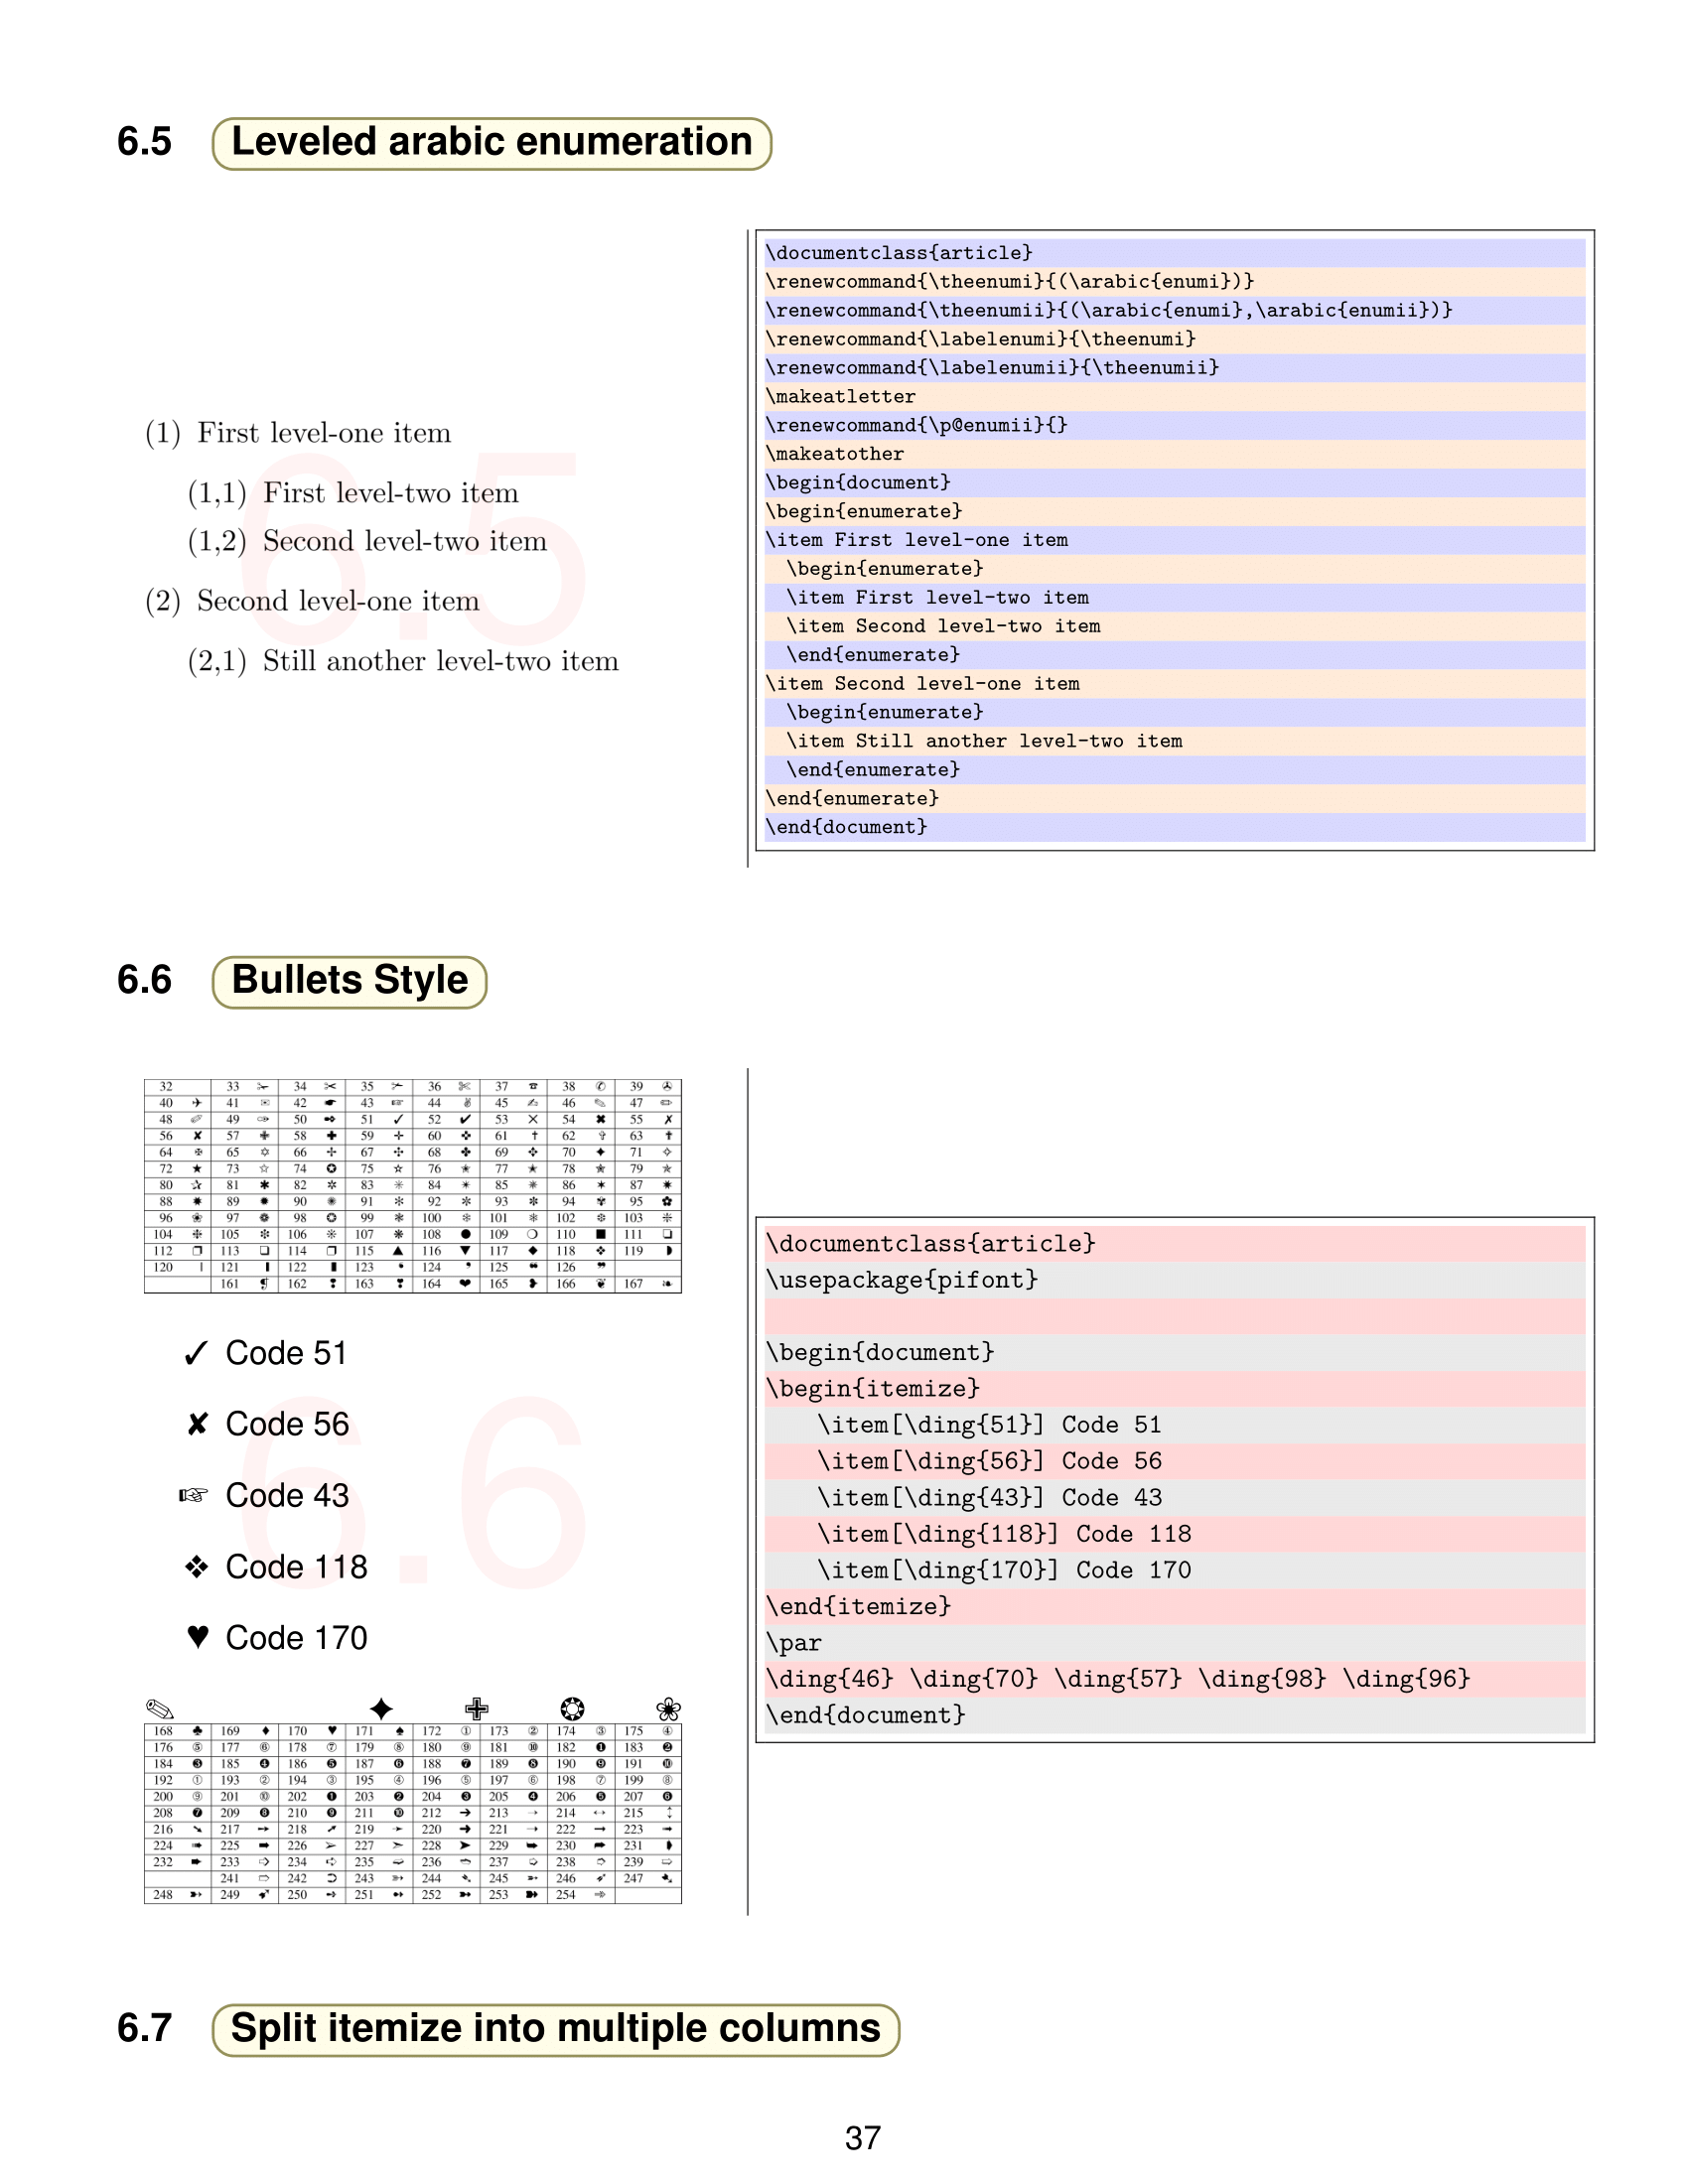 6.5 Leveled arabic enumeration
(1) First level-one item
(1,1) First level-two item
(1,2) Second level-two item
(2) Second level-one item
(2,1) Still another level-two item
6.5
\documentclass{article}
\renewcommand{\theenumi}{(\arabic{enumi})}
\renewcommand{\theenumii}{(\arabic{enumi},\arabic{enumii})}
\renewcommand{\labelenumi}{\theenumi}
\renewcommand{\labelenumii}{\theenumii}
\makeatletter
\renewcommand{\p@enumii}{}
\makeatother
\begin{document}
\begin{enumerate}
\item First level-one item
\begin{enumerate}
\item First level-two item
\item Second level-two item
\end{enumerate}
\item Second level-one item
\begin{enumerate}
\item Still another level-two item
\end{enumerate}
\end{enumerate}
\end{document}
6.6 Bullets Style
32 33 ✁ 34 ✂ 35 ✃ 36 ✄ 37 ☎ 38 ✆ 39 ✇
40 ✈ 41 ✉ 42 ☛ 43 ☞ 44 ✌ 45 ✍ 46 ✎ 47 ✏
48 ✐ 49 ✑ 50 ✒ 51 ✓ 52 ✔ 53 ✕ 54 ✖ 55 ✗
56 ✘ 57 ✙ 58 ✚ 59 ✛ 60 ✜ 61 ✝ 62 ✞ 63 ✟
64 ✠ 65 ✡ 66 ✢ 67 ✣ 68 ✤ 69 ✥ 70 ✦ 71 ✧
72 ★ 73 ✩ 74 ✪ 75 ✫ 76 ✬ 77 ✭ 78 ✮ 79 ✯
80 ✰ 81 ✱ 82 ✲ 83 ✳ 84 ✴ 85 ✵ 86 ✶ 87 ✷
88 ✸ 89 ✹ 90 ✺ 91 ✻ 92 ✼ 93 ✽ 94 ✾ 95 ✿
96 ❀ 97 ❁ 98 ❂ 99 ❃ 100 ❄ 101 ❅ 102 ❆ 103 ❇
104 ❈ 105 ❉ 106 ❊ 107 ❋ 108 ● 109 ❍ 110 ■ 111 ❏
112 ❐ 113 ❑ 114 ❒ 115 ▲ 116 ▼ 117 ◆ 118 ❖ 119 ◗
120 ❘ 121 ❙ 122 ❚ 123 ❛ 124 ❜ 125 ❝ 126 ❞
161 ❡ 162 ❢ 163 ❣ 164 ❤ 165 ❥ 166 ❦ 167 ❧
✓ Code 51
✘ Code 56
☞ Code 43
❖ Code 118
♥ Code 170
6.6
✎ ✦ ✙ ❂ ❀
168 ♣ 169 ♦ 170 ♥ 171 ♠ 172 ① 173 ② 174 ③ 175 ④
176 ⑤ 177 ⑥ 178 ⑦ 179 ⑧ 180 ⑨ 181 ⑩ 182 ❶ 183 ❷
184 ❸ 185 ❹ 186 ❺ 187 ❻ 188 ❼ 189 ❽ 190 ❾ 191 ❿
192 ➀ 193 ➁ 194 ➂ 195 ➃ 196 ➄ 197 ➅ 198 ➆ 199 ➇
200 ➈ 201 ➉ 202 ➊ 203 ➋ 204 ➌ 205 ➍ 206 ➎ 207 ➏
208 ➐ 209 ➑ 210 ➒ 211 ➓ 212 ➔ 213 → 214 ↔ 215 ↕
216 ➘ 217 ➙ 218 ➚ 219 ➛ 220 ➜ 221 ➝ 222 ➞ 223 ➟
224 ➠ 225 ➡ 226 ➢ 227 ➣ 228 ➤ 229 ➥ 230 ➦ 231 ➧
232 ➨ 233 ➩ 234 ➪ 235 ➫ 236 ➬ 237 ➭ 238 ➮ 239 ➯
241 ➱ 242 ➲ 243 ➳ 244 ➴ 245 ➵ 246 ➶ 247 ➷
248 ➸ 249 ➹ 250 ➺ 251 ➻ 252 ➼ 253 ➽ 254 ➾
\documentclass{article}
\usepackage{pifont}
\begin{document}
\begin{itemize}
\item[\ding{51}] Code 51
\item[\ding{56}] Code 56
\item[\ding{43}] Code 43
\item[\ding{118}] Code 118
\item[\ding{170}] Code 170
\end{itemize}
\par
\ding{46} \ding{70} \ding{57} \ding{98} \ding{96}
\end{document}
6.7 Split itemize into multiple columns
37